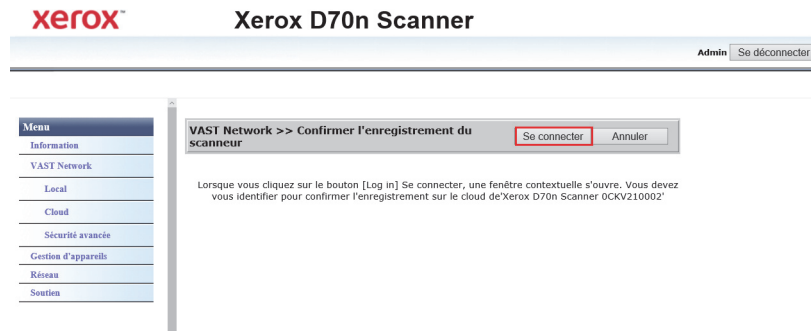 xerox™
Xerox D70n Scanner
Admin Se déconnecter
Menu
Information
VAST Network
Local
Cloud
Sécurité avancée
Gestion d'appareils
Réseau
Soutien
VAST Network >> Confirmer l'enregistrement du
scanneur
Se connecter Annuler
Lorsque vous cliquez sur le bouton [Log in] Se connecter, une fenêtre contextuelle s'ouvre. Vous devez
vous identifier pour confirmer l'enregistrement sur le cloud de'Xerox D70n Scanner 0CKV210002'